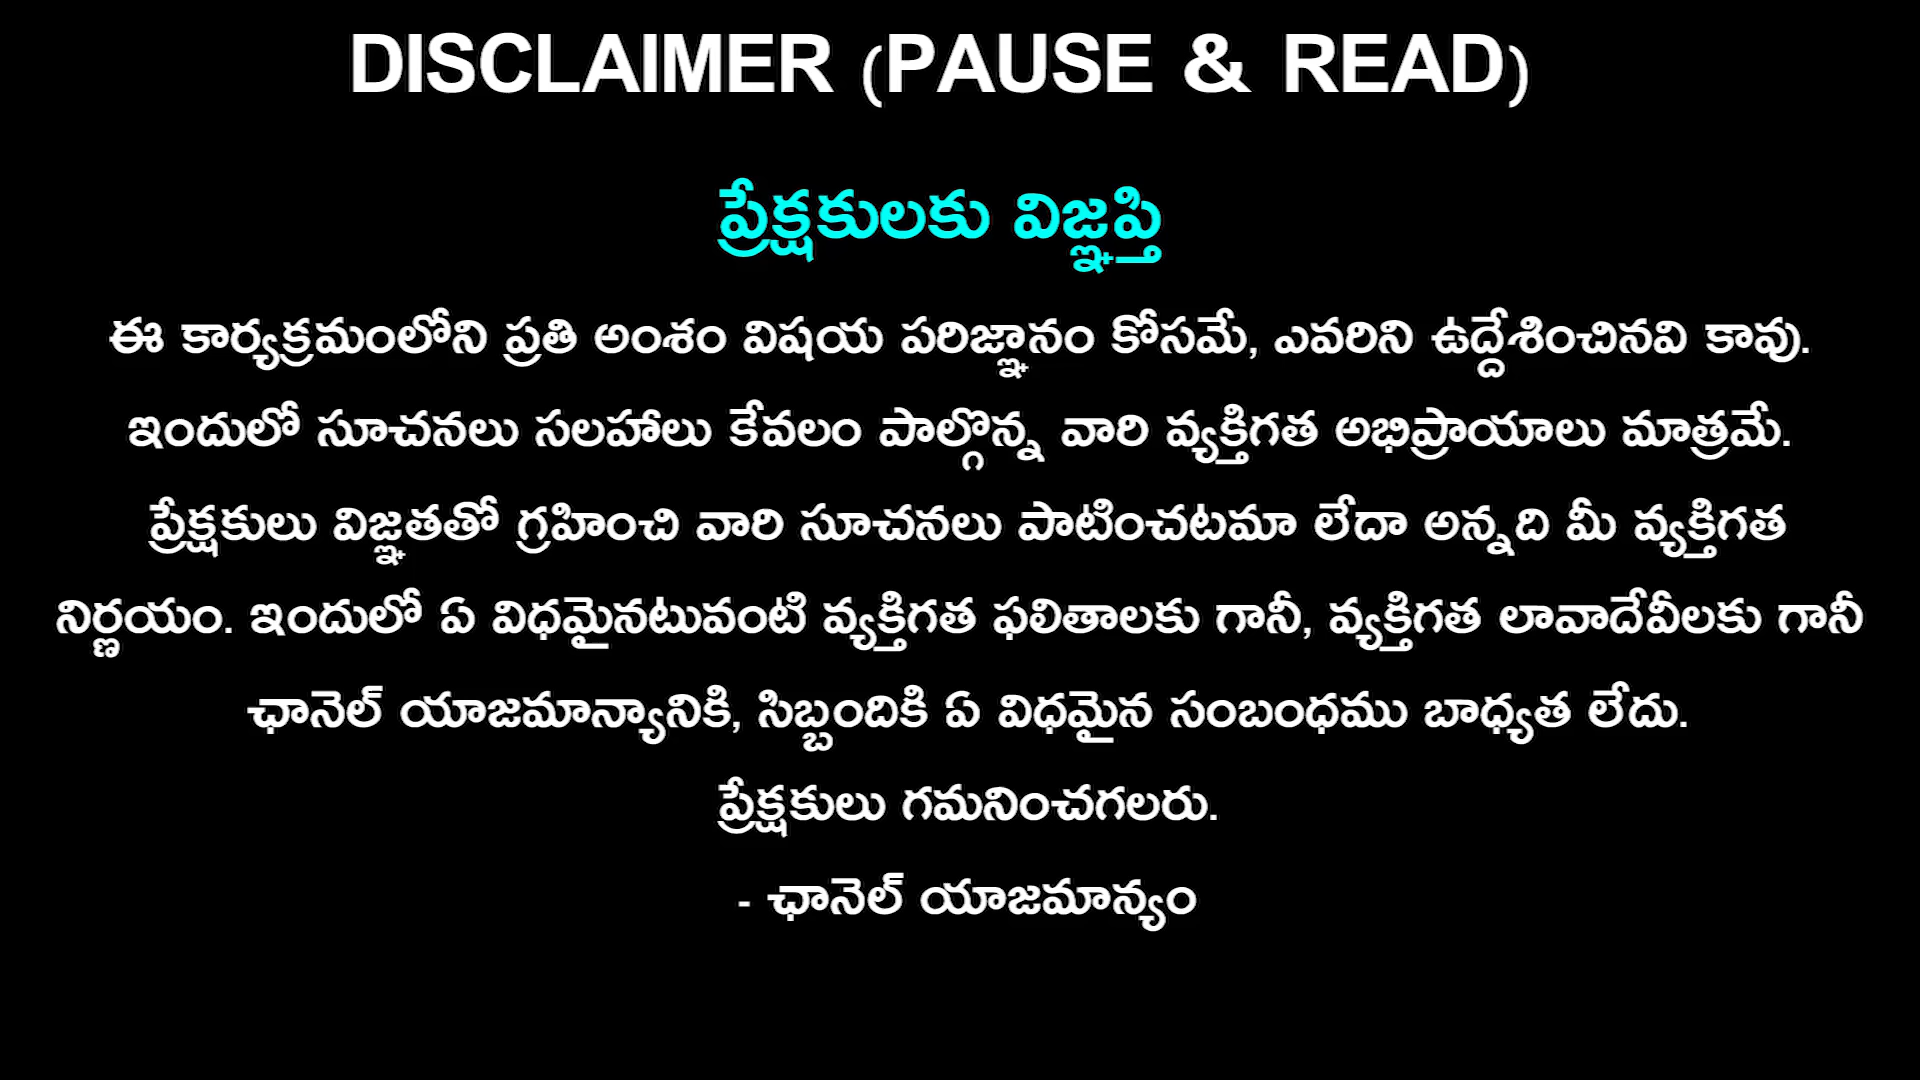 DISCLAIMER (PAUSE & READ)
ప్రేక్షకులకు విజ్ఞప్తి
ఈ కార్యక్రమంలోని ప్రతి అంశం విషయ పరిజ్ఞానం కోసమే, ఎవరిని ఉద్దేశించినవి కావు.
ఇందులో సూచనలు సలహాలు కేవలం పాల్గొన్న వారి వ్యక్తిగత అభిప్రాయాలు మాత్రమే.
ప్రేక్షకులు విజ్ఞతతో గ్రహించి వారి సూచనలు పాటించటమా లేదా అన్నది మీ వ్యక్తిగత
నిర్ణయం. ఇందులో ఏ విధమైనటువంటి వ్యక్తిగత ఫలితాలకు గానీ, వ్యక్తిగత లావాదేవీలకు గానీ
ఛానెల్ యాజమాన్యానికి, సిబ్బందికి ఏ విధమైన సంబంధము బాధ్యత లేదు.
ప్రేక్షకులు గమనించగలరు.
- ఛానెల్ యాజమాన్యం